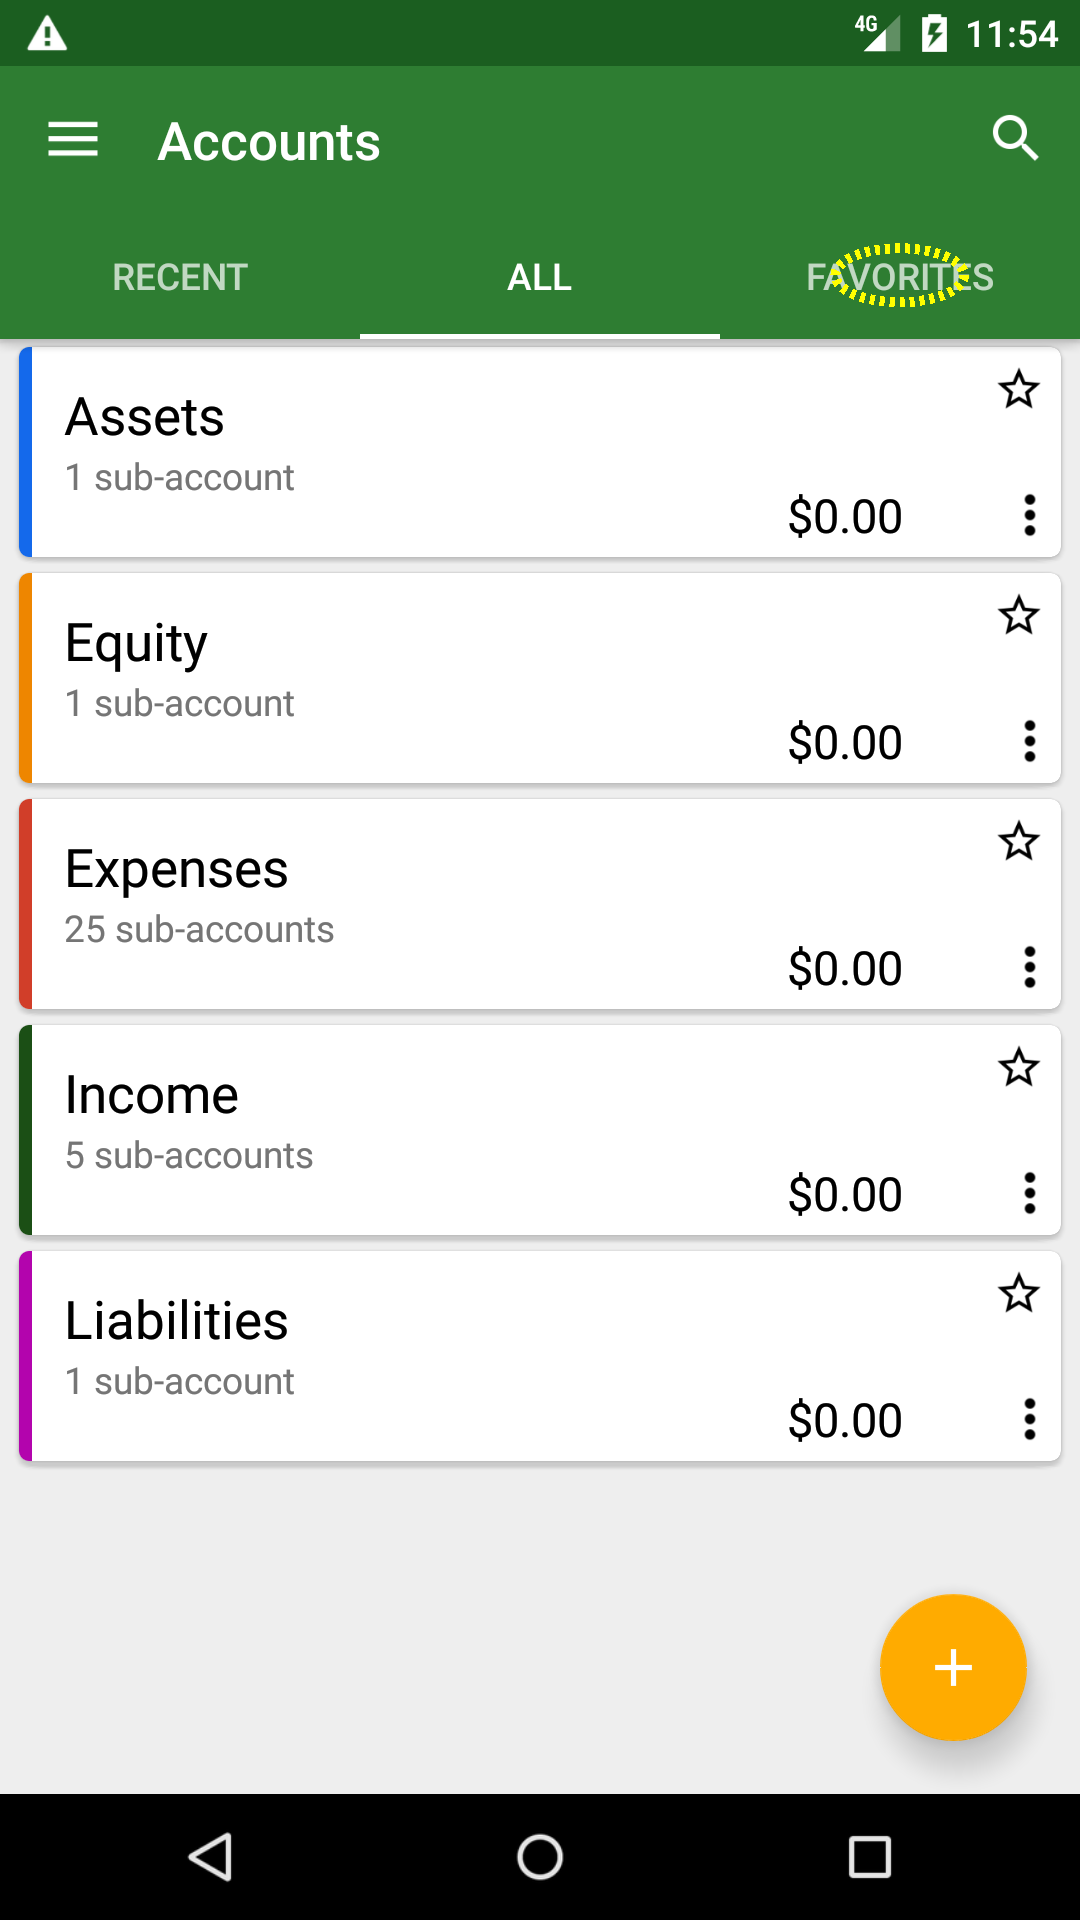 4G 11:54
Accounts
RECENT ALL FAVORITES
Assets
1 sub-account
$0.00
Equity
1 sub-account
$0.00
Expenses
25 sub-accounts
$0.00
Income
5 sub-accounts
$0.00
Liabilities
1 sub-account
$0.00